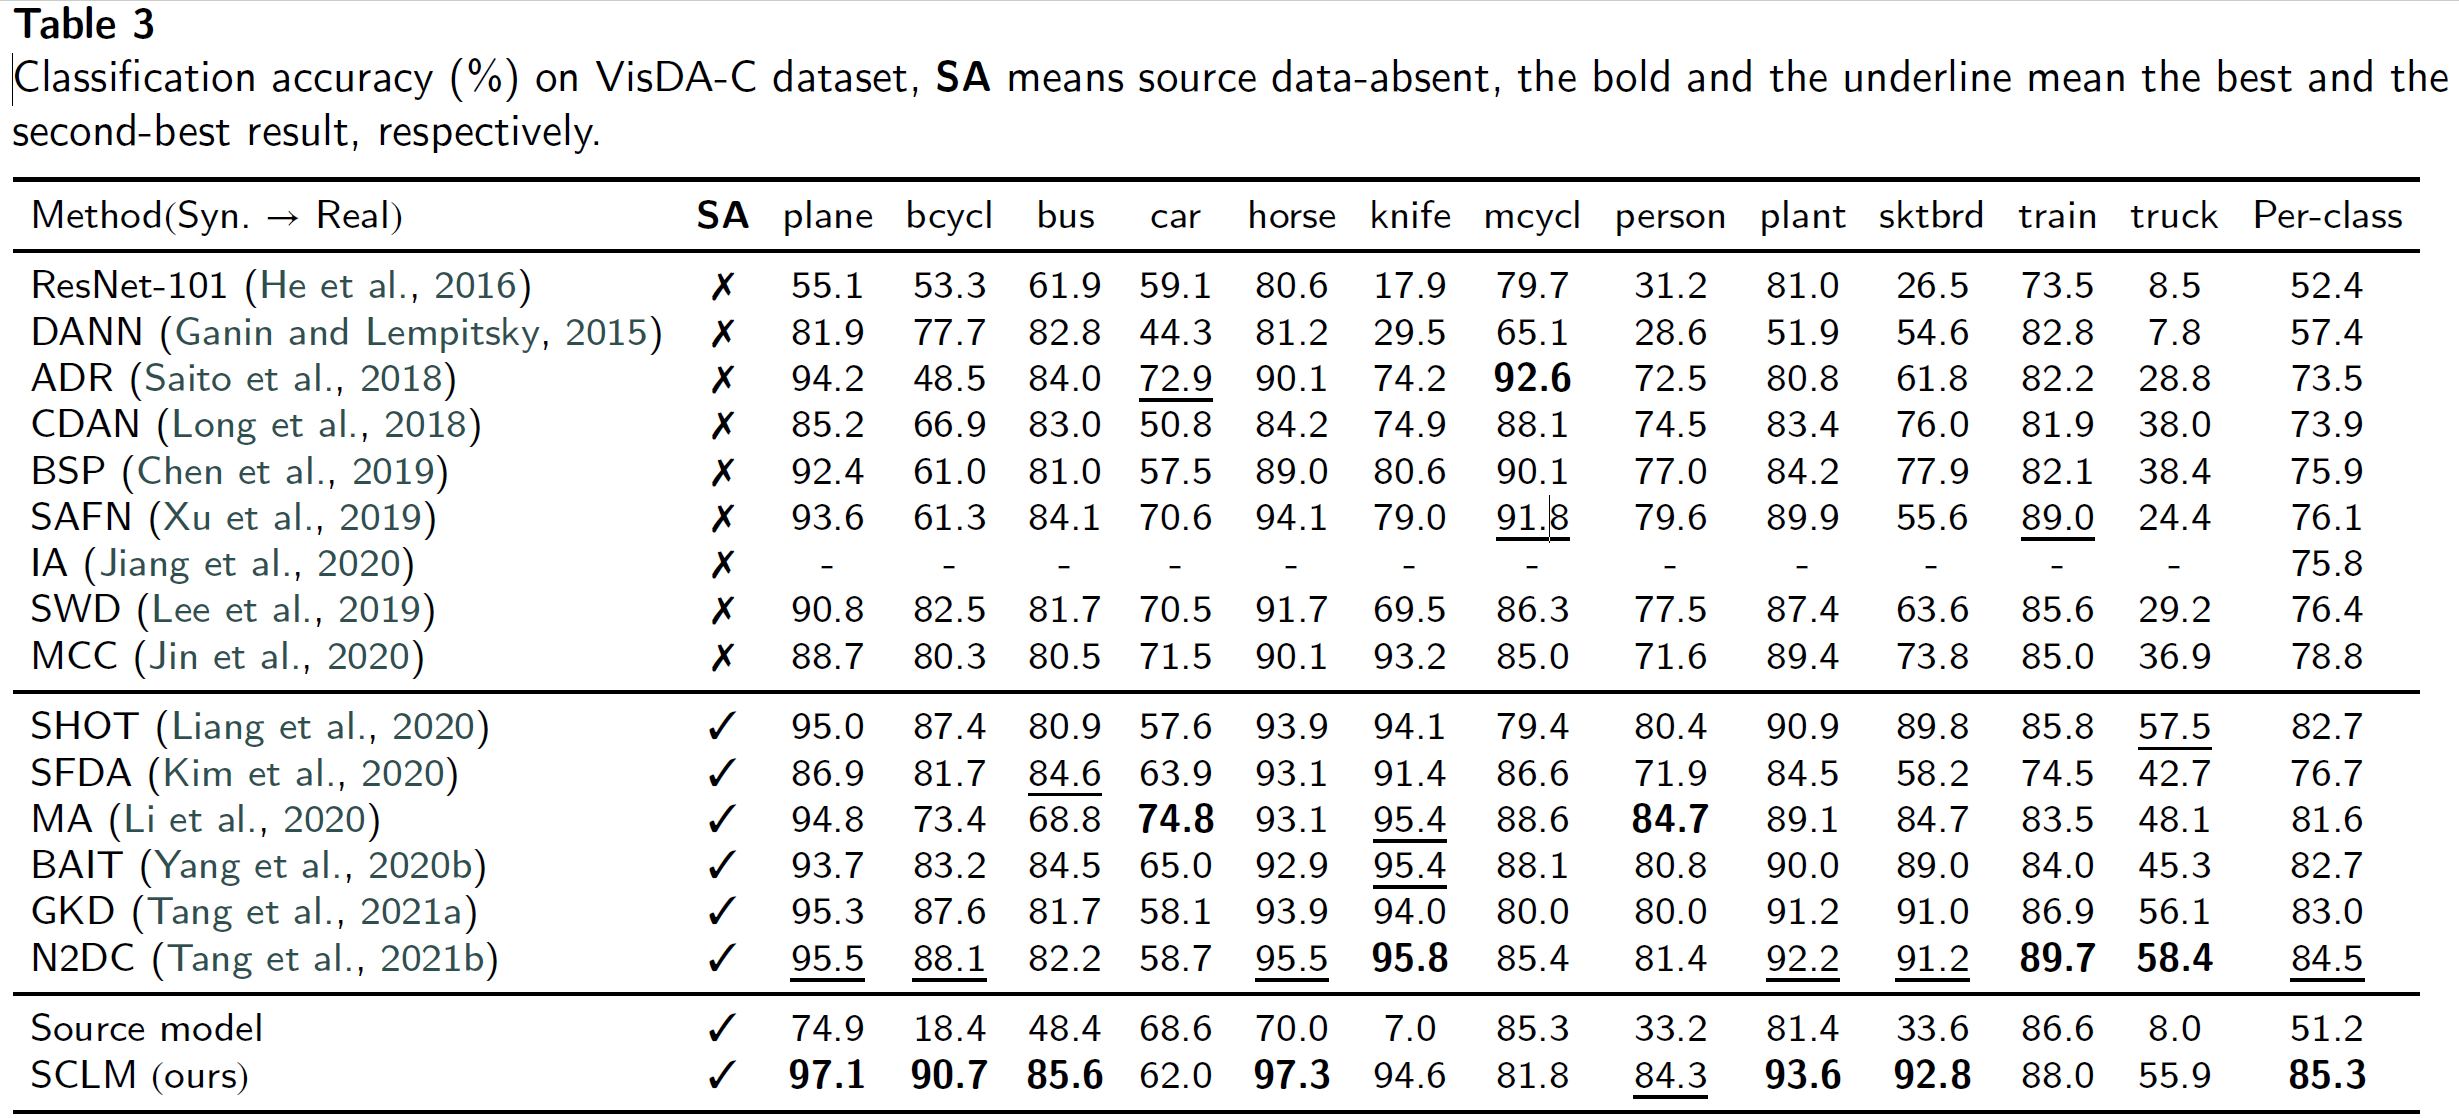 Table 3
Classification accuracy (%) on VisDA-C dataset, SA means source data-absent, the bold and the underline mean the best and the
second-best result, respectively.
Method(Syn. → Real) SA plane bcycl bus car horse knife mcycl person plant sktbrd train truck Per-class
ResNet-101 (He et al., 2016) ✗ 55.1 53.3 61.9 59.1 80.6 17.9 79.7 31.2 81.0 26.5 73.5 8.5 52.4
DANN (Ganin and Lempitsky, 2015) ✗ 81.9 77.7 82.8 44.3 81.2 29.5 65.1 28.6 51.9 54.6 82.8 7.8 57.4
ADR (Saito et al., 2018) ✗ 94.2 48.5 84.0 72.9 90.1 74.2 92.6 72.5 80.8 61.8 82.2 28.8 73.5
CDAN (Long et al., 2018) ✗ 85.2 66.9 83.0 50.8 84.2 74.9 88.1 74.5 83.4 76.0 81.9 38.0 73.9
BSP (Chen et al., 2019) ✗ 92.4 61.0 81.0 57.5 89.0 80.6 90.1 77.0 84.2 77.9 82.1 38.4 75.9
SAFN (Xu et al., 2019) ✗ 93.6 61.3 84.1 70.6 94.1 79.0 91.8 79.6 89.9 55.6 89.0 24.4 76.1
IA (Jiang et al., 2020) ✗ - - - - - - - - - - - - 75.8
SWD (Lee et al., 2019) ✗ 90.8 82.5 81.7 70.5 91.7 69.5 86.3 77.5 87.4 63.6 85.6 29.2 76.4
MCC (Jin et al., 2020) ✗ 88.7 80.3 80.5 71.5 90.1 93.2 85.0 71.6 89.4 73.8 85.0 36.9 78.8
SHOT (Liang et al., 2020) ✓ 95.0 87.4 80.9 57.6 93.9 94.1 79.4 80.4 90.9 89.8 85.8 57.5 82.7
SFDA (Kim et al., 2020) ✓ 86.9 81.7 84.6 63.9 93.1 91.4 86.6 71.9 84.5 58.2 74.5 42.7 76.7
MA (Li et al., 2020) ✓ 94.8 73.4 68.8 74.8 93.1 95.4 88.6 84.7 89.1 84.7 83.5 48.1 81.6
BAIT (Yang et al., 2020b) ✓ 93.7 83.2 84.5 65.0 92.9 95.4 88.1 80.8 90.0 89.0 84.0 45.3 82.7
GKD (Tang et al., 2021a) ✓ 95.3 87.6 81.7 58.1 93.9 94.0 80.0 80.0 91.2 91.0 86.9 56.1 83.0
N2DC (Tang et al., 2021b) ✓ 95.5 88.1 82.2 58.7 95.5 95.8 85.4 81.4 92.2 91.2 89.7 58.4 84.5
Source model ✓ 74.9 18.4 48.4 68.6 70.0 7.0 85.3 33.2 81.4 33.6 86.6 8.0 51.2
SCLM (ours) ✓ 97.1 90.7 85.6 62.0 97.3 94.6 81.8 84.3 93.6 92.8 88.0 55.9 85.3